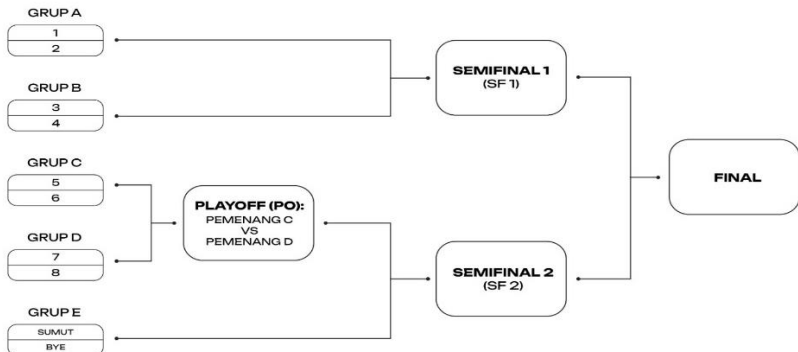 GRUP A
1
2
GRUP B
3
4
GRUP C
5
6
GRUP D
7
8
GRUP E
SUMUT
BYE
PLAYOFF (PO):
PEMENANG C
VS
PEMENANG D
SEMIFINAL 1
(SF 1)
SEMIFINAL 2
(SF 2)
FINAL